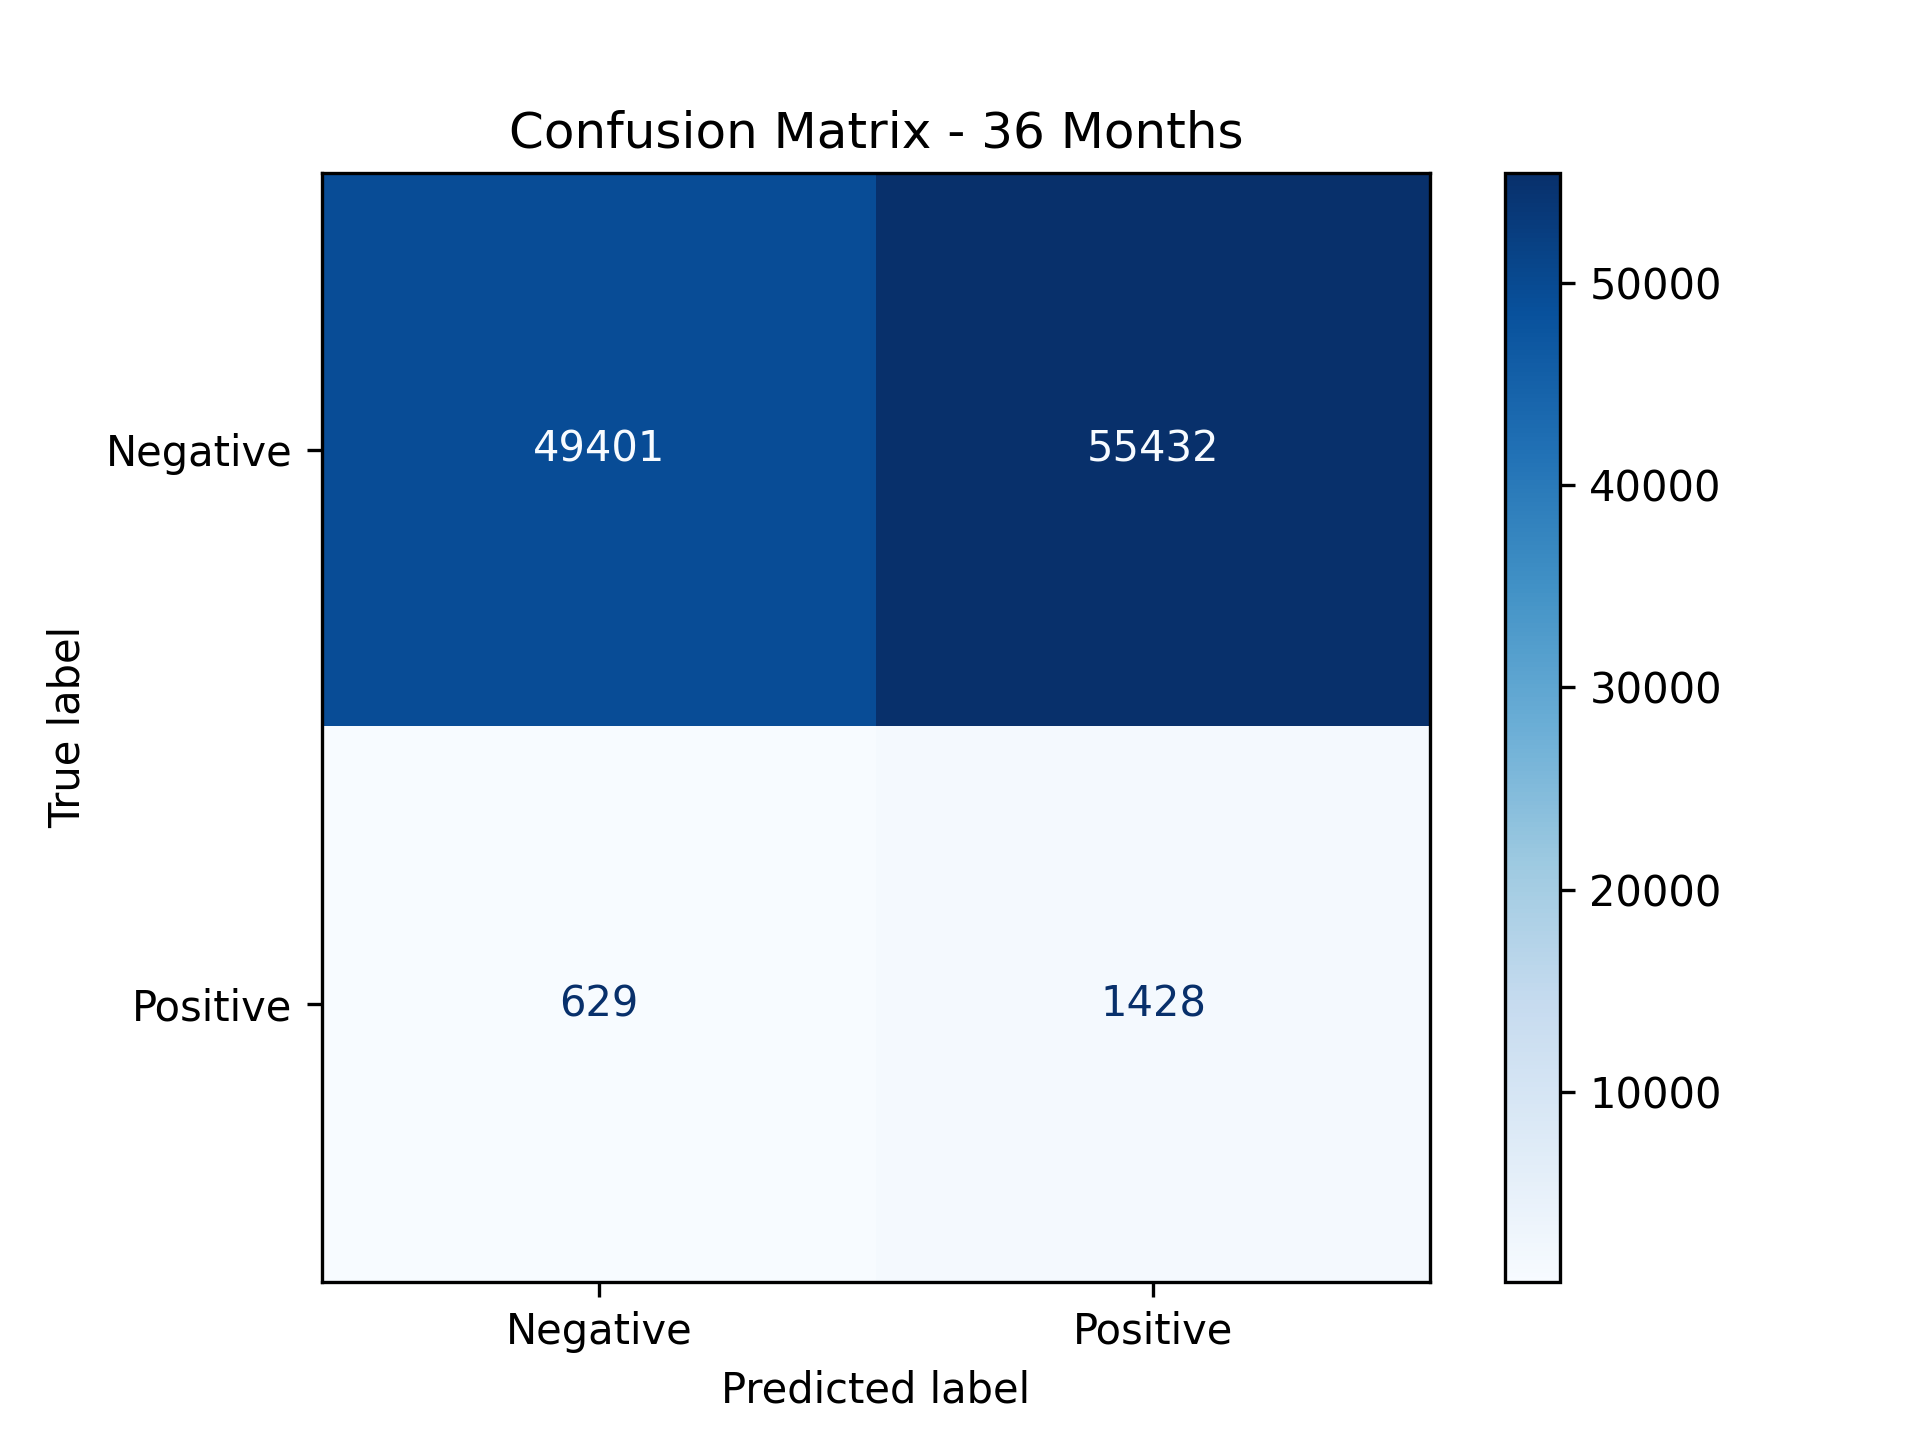 Confusion Matrix - 36 Months
True label
Negative
Positive
49401
55432
629
1428
Negative
Positive
Predicted label
50000
40000
30000
20000
10000